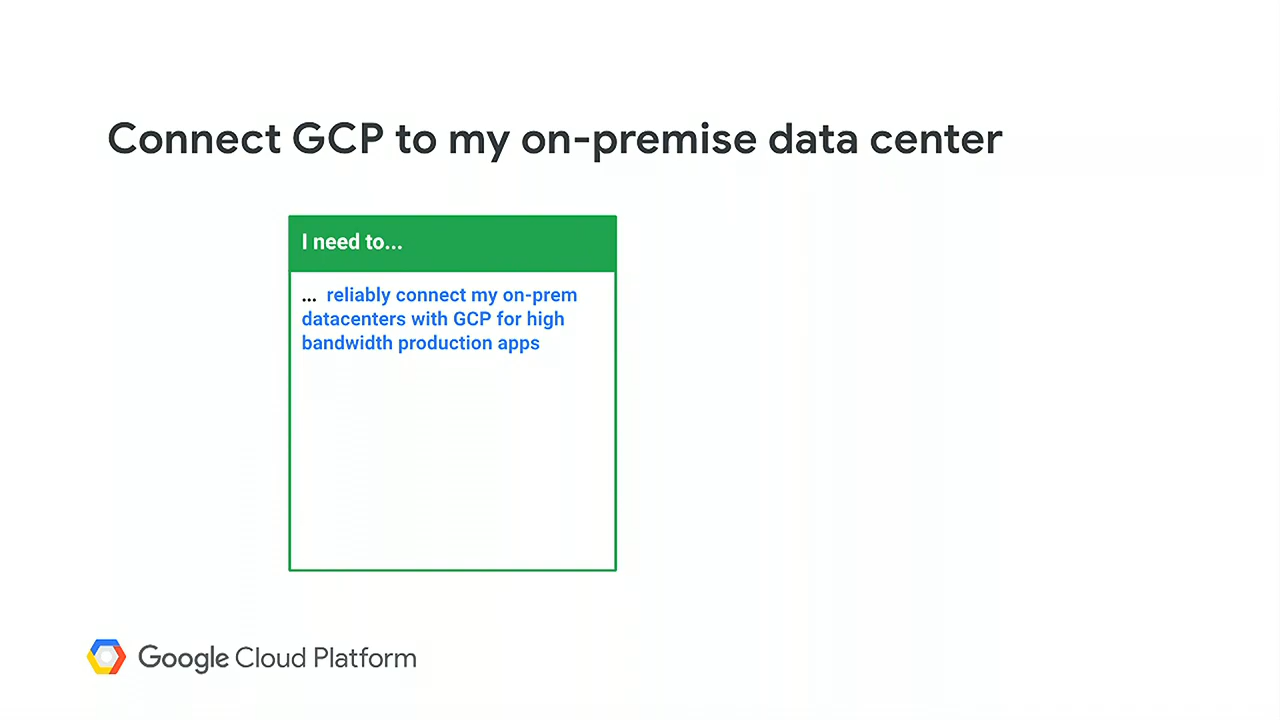 Connect GCP to my on-premise data center
I need to...
... reliably connect my on-prem
datacenters with GCP for high
bandwidth production apps
Google Cloud Platform